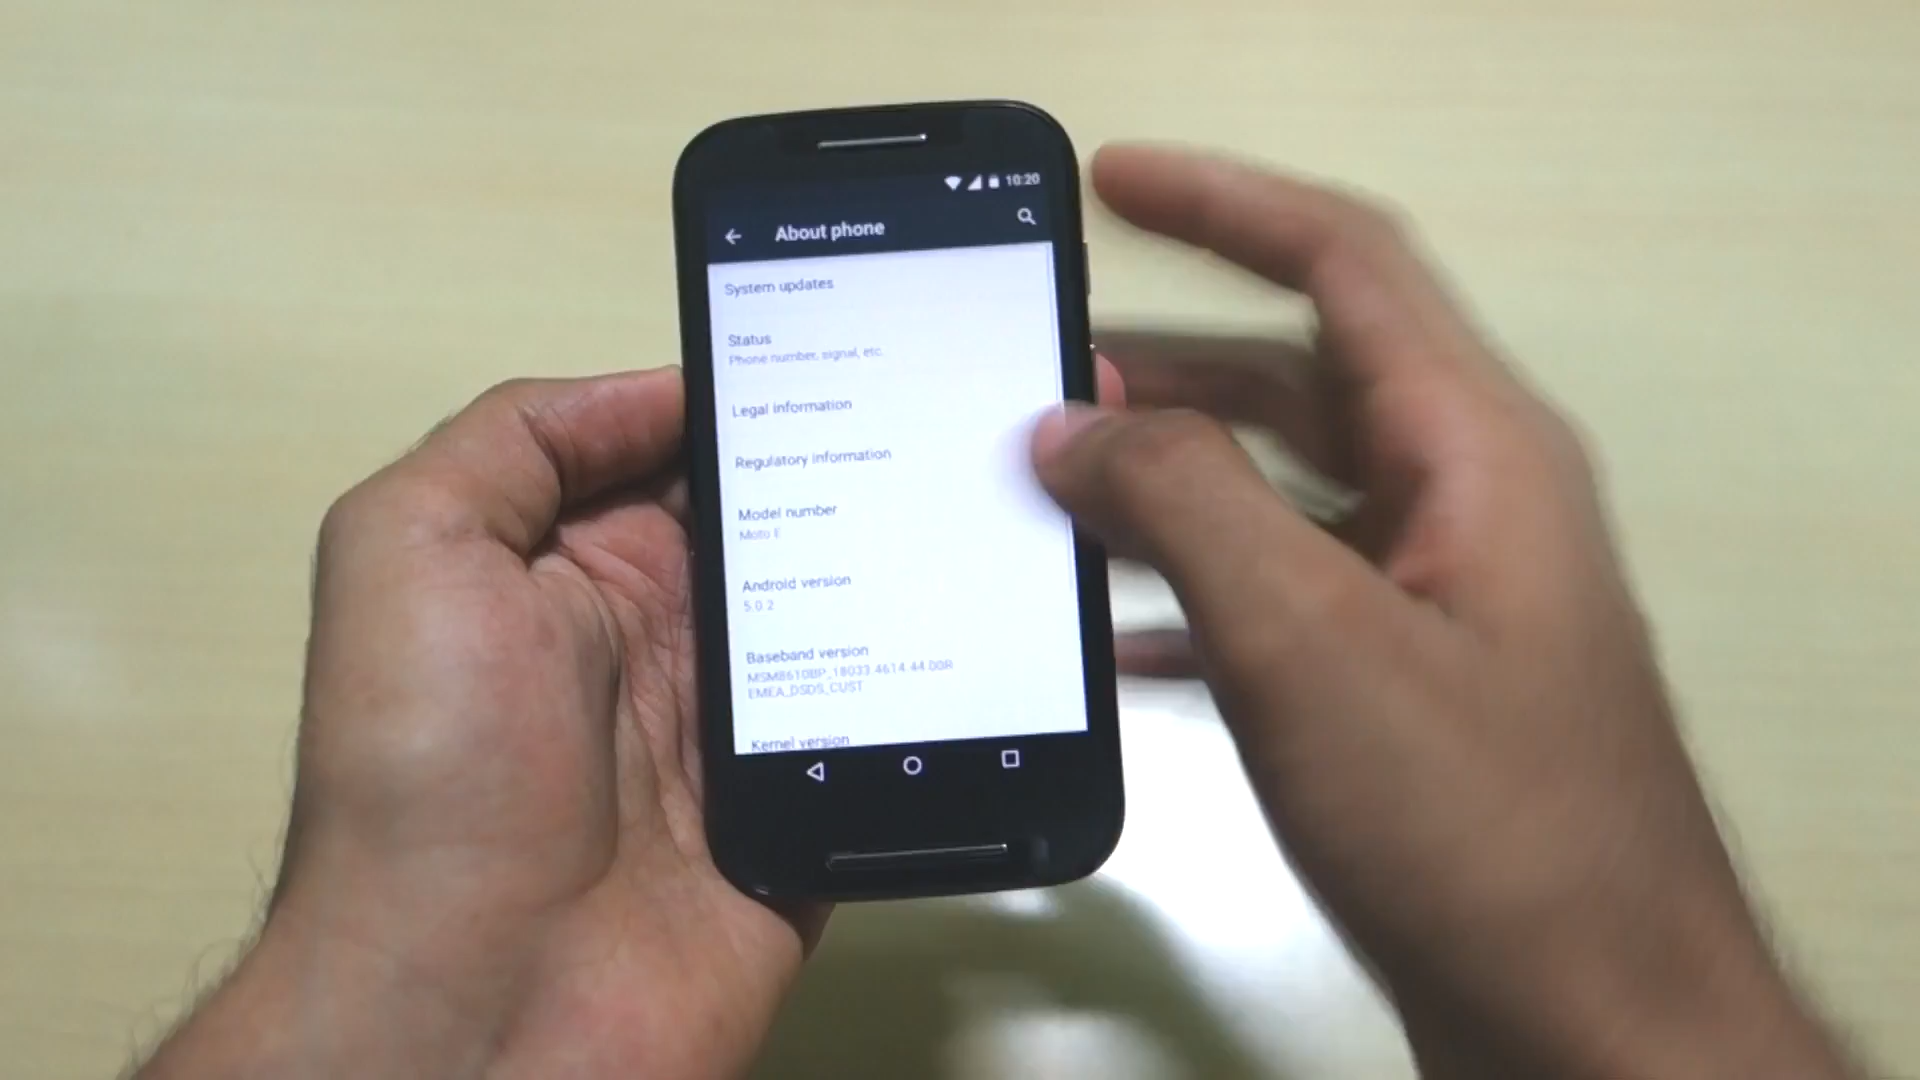 10:20
About phone
System updates
Status
Phone number, signal, etc.
Legal information
Regulatory information
Model number
Moto E
Android version
5.0.2
Baseband version
MSM8610BP_18033.4614.44.00R
EMEA_DSDS_CUST
Kernel version